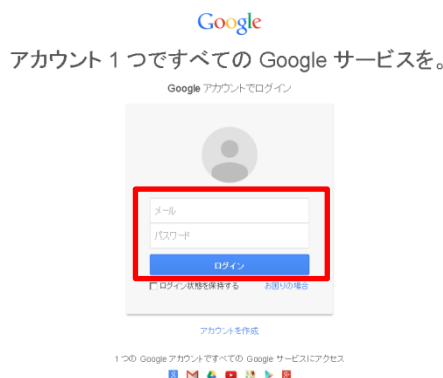 Google
アカウント 1 つですべての Google サービスを。
Google アカウントでログイン
メール
パスワード
ログイン
ログイン状態を保持する お困りの場合
アカウントを作成
1 つの Google アカウントですべての Google サービスにアクセス